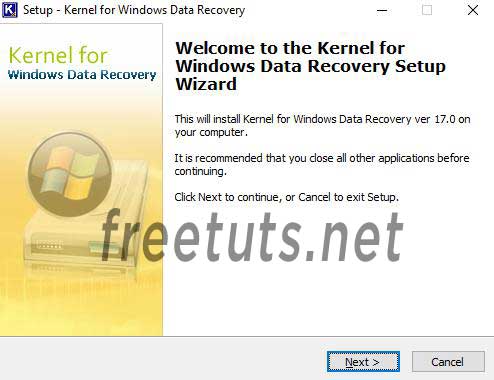 Setup - Kernel for Windows Data Recovery
Kernel for
Windows Data Recovery
Welcome to the Kernel for
Windows Data Recovery Setup
Wizard
This will install Kernel for Windows Data Recovery ver 17.0 on
your computer.
It is recommended that you close all other applications before
continuing.
Click Next to continue, or Cancel to exit Setup.
freetuts.net
Next >
Cancel